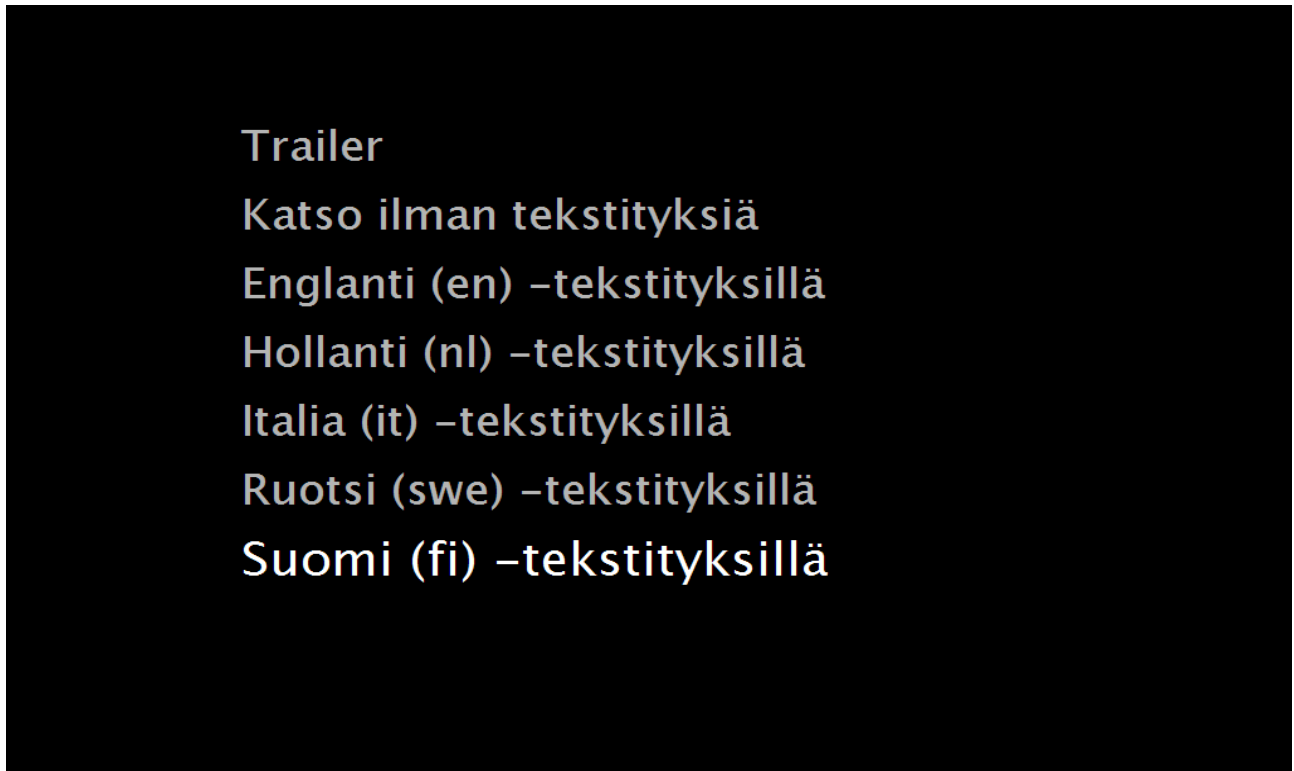 Trailer
Katso ilman tekstityksiä
Englanti (en) -tekstityksillä
Hollanti (nl) -tekstityksillä
Italia (it) -tekstityksillä
Ruotsi (swe) -tekstityksillä
Suomi (fi) -tekstityksillä